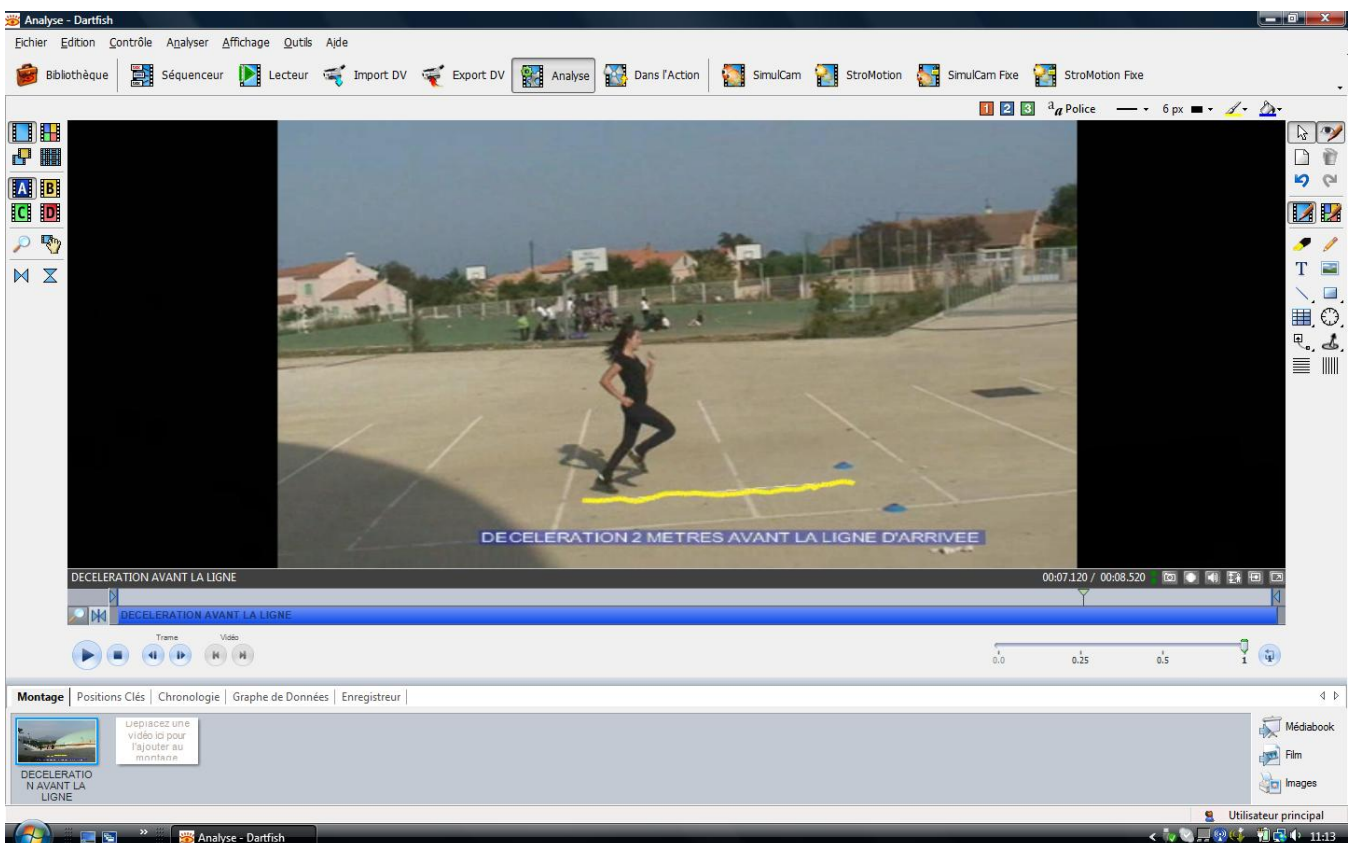 Analyse - Dartfish
Fichier Edition Contrôle Analyser Affichage Outils Aide
Bibliothèque Séquenceur Lecteur Import DV Export DV Analyse Dans l'Action SimulCam StroMotion SimulCam Fixe StroMotion Fixe
1 2 3 a a Police 6 px
A B
C D
T
DECELERATION 2 METRES AVANT LA LIGNE D'ARRIVEE
DECELERATION AVANT LA LIGNE 00:07.120 / 00:08.520
DECELERATION AVANT LA LIGNE
Trame Vidéo
0.0 0.25 0.5 1
Montage Positions Clés Chronologie Graphe de Données Enregistreur
Déplacez une
vidéo ici pour
l'ajouter au
montage
DECELERATIO
N AVANT LA
LIGNE
Médiabook
Film
Images
Utilisateur principal
Analyse - Dartfish 11:13